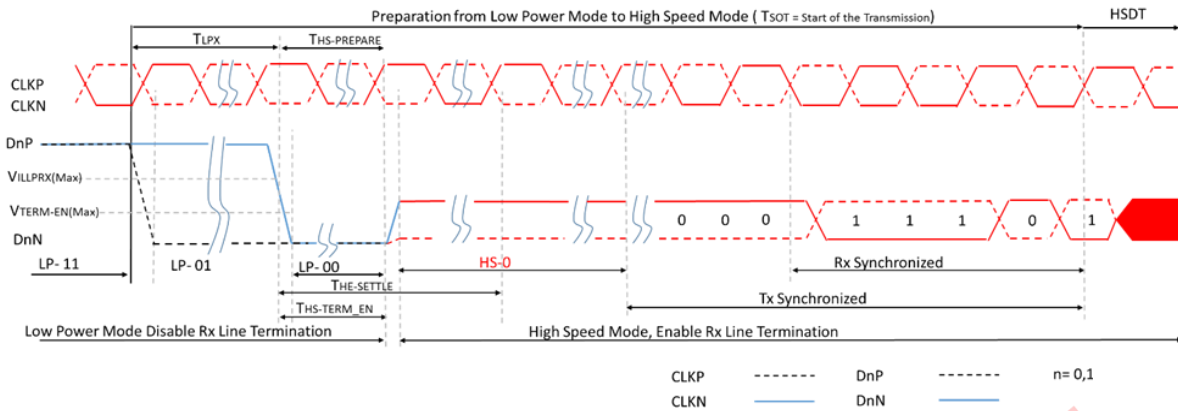 Preparation from Low Power Mode to High Speed Mode ( TSOT = Start of the Transmission)
HSDT
TLPX
THS-PREPARE
CLKP
CLKN
DnP
VILLPRX(Max)
VTERM-EN(Max)
0 0 0 1 1 1 0 1
DnN
LP- 11
LP- 01
LP- 00
HS-0
Rx Synchronized
THE-SETTLE
Tx Synchronized
THS-TERM_EN
Low Power Mode Disable Rx Line Termination
High Speed Mode, Enable Rx Line Termination
CLKP
DnP
n= 0,1
CLKN
DnN